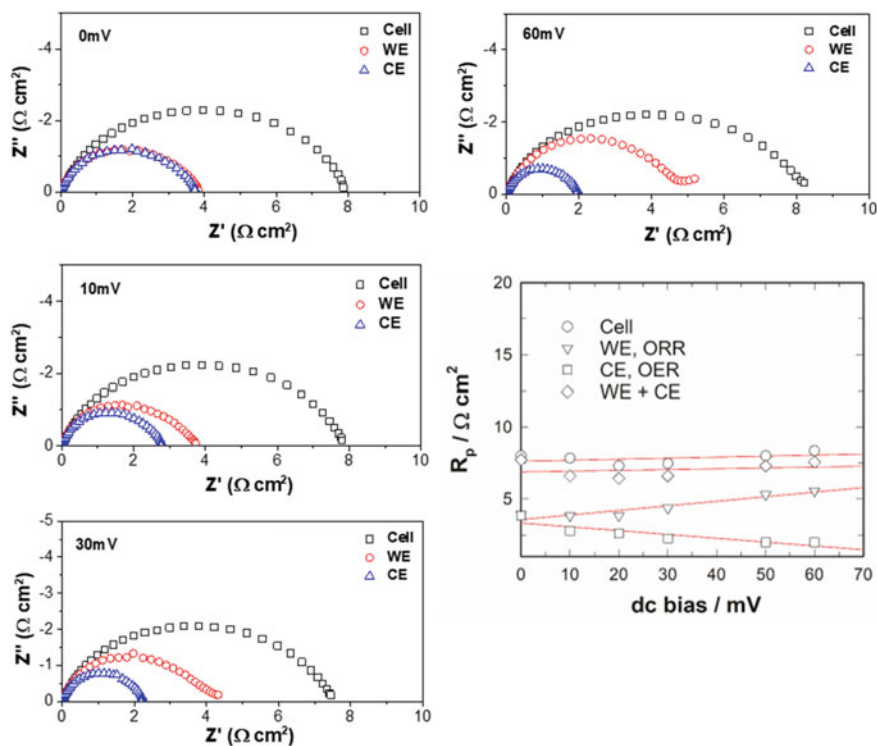 0mV
Cell
WE
CE
Z'' (Ω cm²)
-4
-2
0
0 2 4 6 8 10
Z' (Ω cm²)
60mV
Cell
WE
CE
Z'' (Ω cm²)
-4
-2
0
0 2 4 6 8 10
Z' (Ω cm²)
10mV
Cell
WE
CE
Z'' (Ω cm²)
-4
-2
0
0 2 4 6 8 10
Z' (Ω cm²)
20
15
10
5
Rp / Ω cm²
Cell
WE, ORR
CE, OER
WE + CE
0 10 20 30 40 50 60 70
dc bias / mV
30mV
Cell
WE
CE
Z'' (Ω cm²)
-5
-4
-3
-2
-1
0
0 2 4 6 8 10
Z' (Ω cm²)